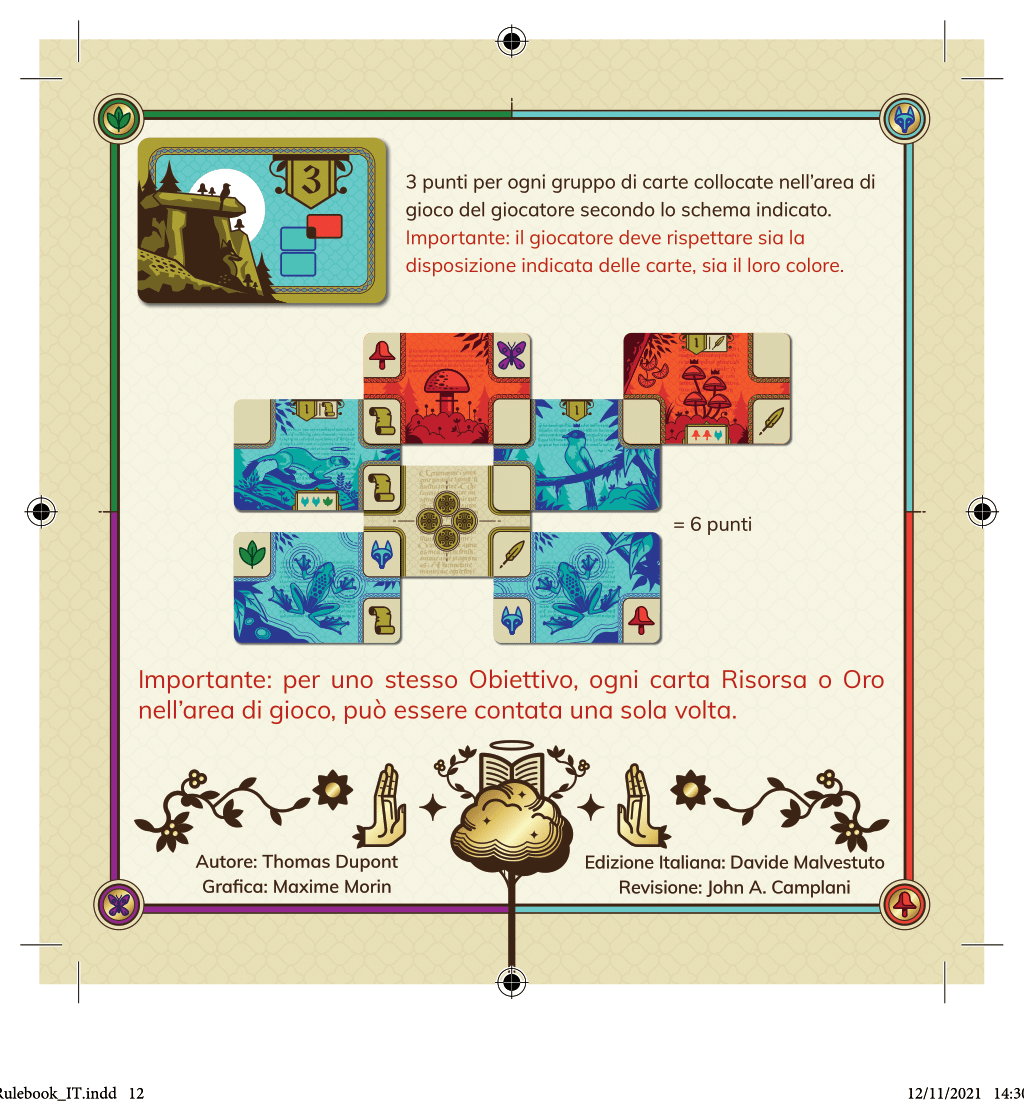 3
3 punti per ogni gruppo di carte collocate nell'area di
gioco del giocatore secondo lo schema indicato.
Importante: il giocatore deve rispettare sia la
disposizione indicata delle carte, sia il loro colore.
1
1
1
= 6 punti
Importante: per uno stesso Obiettivo, ogni carta Risorsa o Oro
nell'area di gioco, può essere contata una sola volta.
Autore: Thomas Dupont
Grafica: Maxime Morin
Edizione Italiana: Davide Malvestuto
Revisione: John A. Camplani
Rulebook_IT.indd 12
12/11/2021 14:30